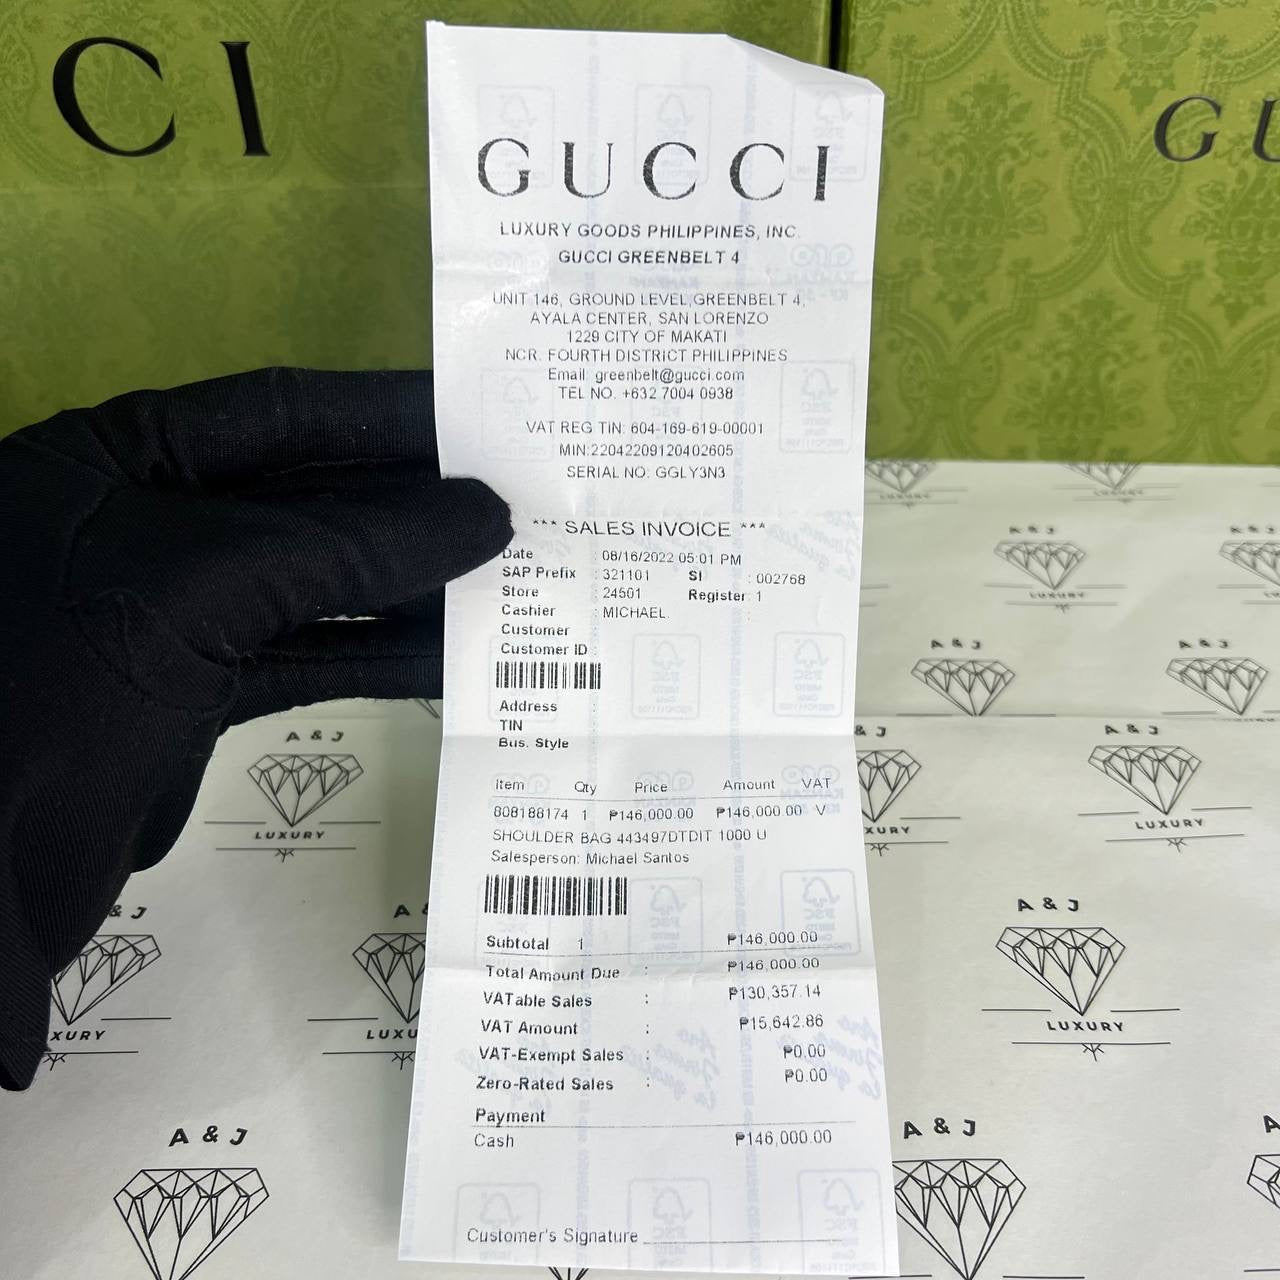 CI
GU
GUCCI
LUXURY GOODS PHILIPPINES, INC.
GUCCI GREENBELT 4
UNIT 146, GROUND LEVEL,GREENBELT 4,
AYALA CENTER, SAN LORENZO
1229 CITY OF MAKATI
NCR. FOURTH DISTRICT PHILIPPINES
Email greenbelt@gucci.com
TEL NO. +632 7004 0938
VAT REG TIN: 604-169-619-00001
MIN:22042209120402605
SERIAL NO: GGLY3N3
*** SALES INVOICE ***
Date : 08/16/2022 05:01 PM
SAP Prefix : 321101 SI : 002768
Store : 24501 Register : 1
Cashier : MICHAEL. :
Customer
Customer ID :
Address :
TIN
Bus. Style
Item Qty Price Amount VAT
808188174 1 ₱146,000.00 ₱146,000.00 V
SHOULDER BAG 443497DTDIT 1000 U
Salesperson: Michael Santos
Subtotal 1 ₱146,000.00
Total Amount Due : ₱146,000.00
VATable Sales : ₱130,357.14
VAT Amount : ₱15,642.86
VAT-Exempt Sales : ₱0.00
Zero-Rated Sales : ₱0.00
Payment
Cash ₱146,000.00
Customer's Signature
A & J
LUXURY
A & J
LUXURY
A & J
LUXURY
A & J
A & J
A & J
LUXURY
A & J
LUXURY
A & J
A & J